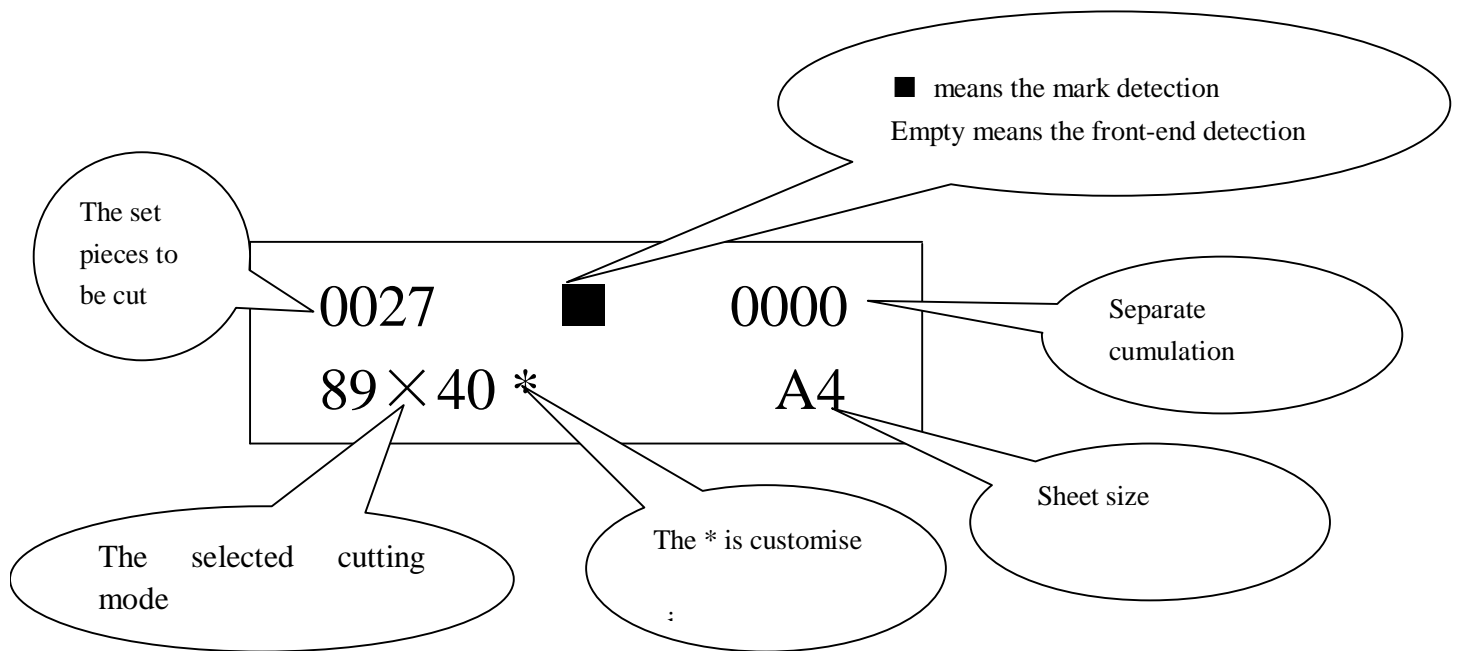 ■ means the mark detection
Empty means the front-end detection
The set
pieces to
be cut
0027 ■ 0000
89×40 * A4
Separate
cumulation
Sheet size
The * is customise
:
The selected cutting
mode